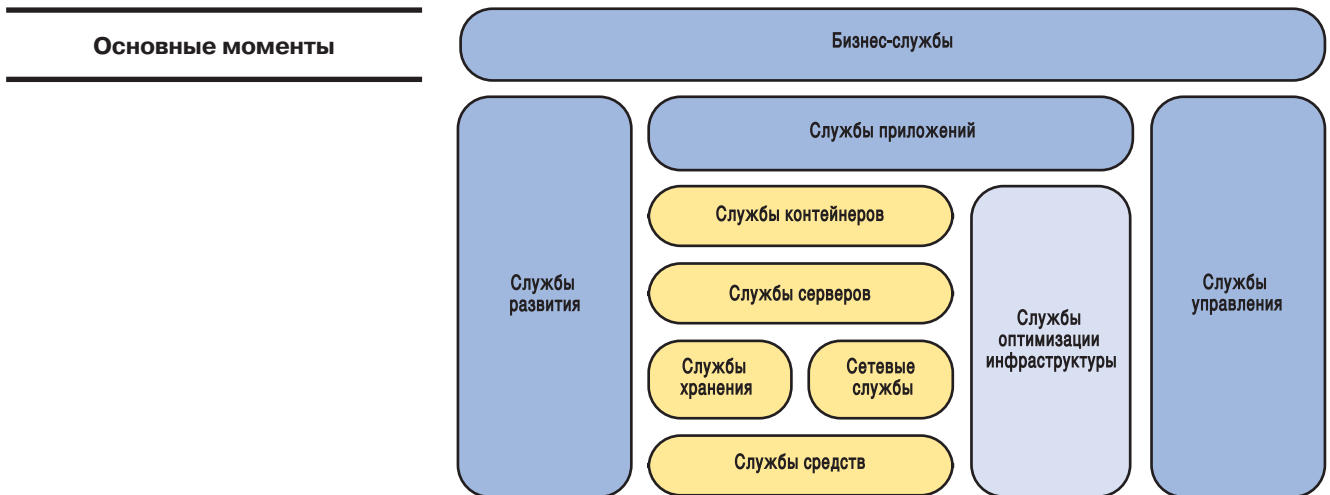 Основные моменты
Бизнес-службы
Службы приложений
Службы контейнеров
Службы серверов
Службы
развития
Службы
хранения
Сетевые
службы
Службы
оптимизации
инфраструктуры
Службы
управления
Службы средств